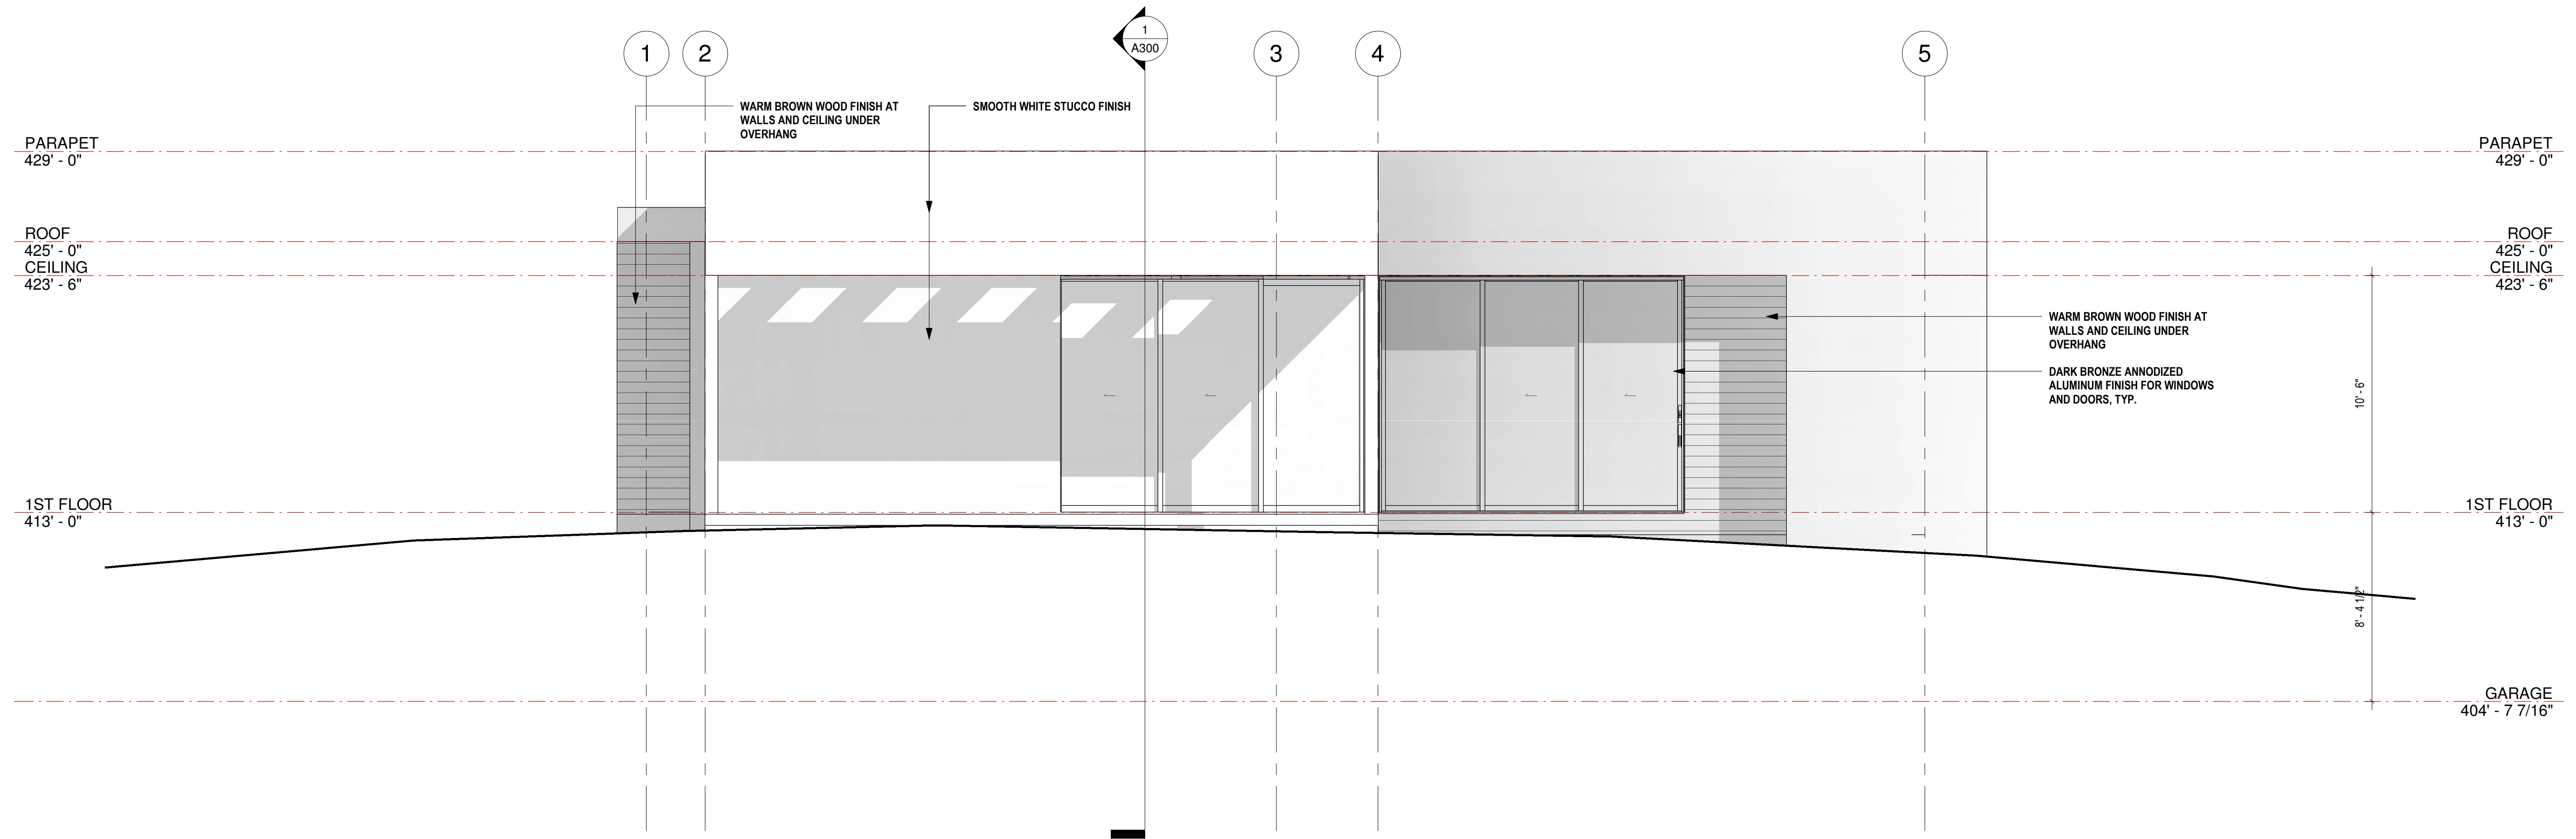 1
2
1
A300
3
4
5
WARM BROWN WOOD FINISH AT
WALLS AND CEILING UNDER
OVERHANG
SMOOTH WHITE STUCCO FINISH
PARAPET
429' - 0"
PARAPET
429' - 0"
ROOF
425' - 0"
CEILING
423' - 6"
ROOF
425' - 0"
CEILING
423' - 6"
WARM BROWN WOOD FINISH AT
WALLS AND CEILING UNDER
OVERHANG
DARK BRONZE ANNODIZED
ALUMINUM FINISH FOR WINDOWS
AND DOORS, TYP.
10' - 6"
1ST FLOOR
413' - 0"
1ST FLOOR
413' - 0"
8' - 4 1/2"
GARAGE
404' - 7 7/16"